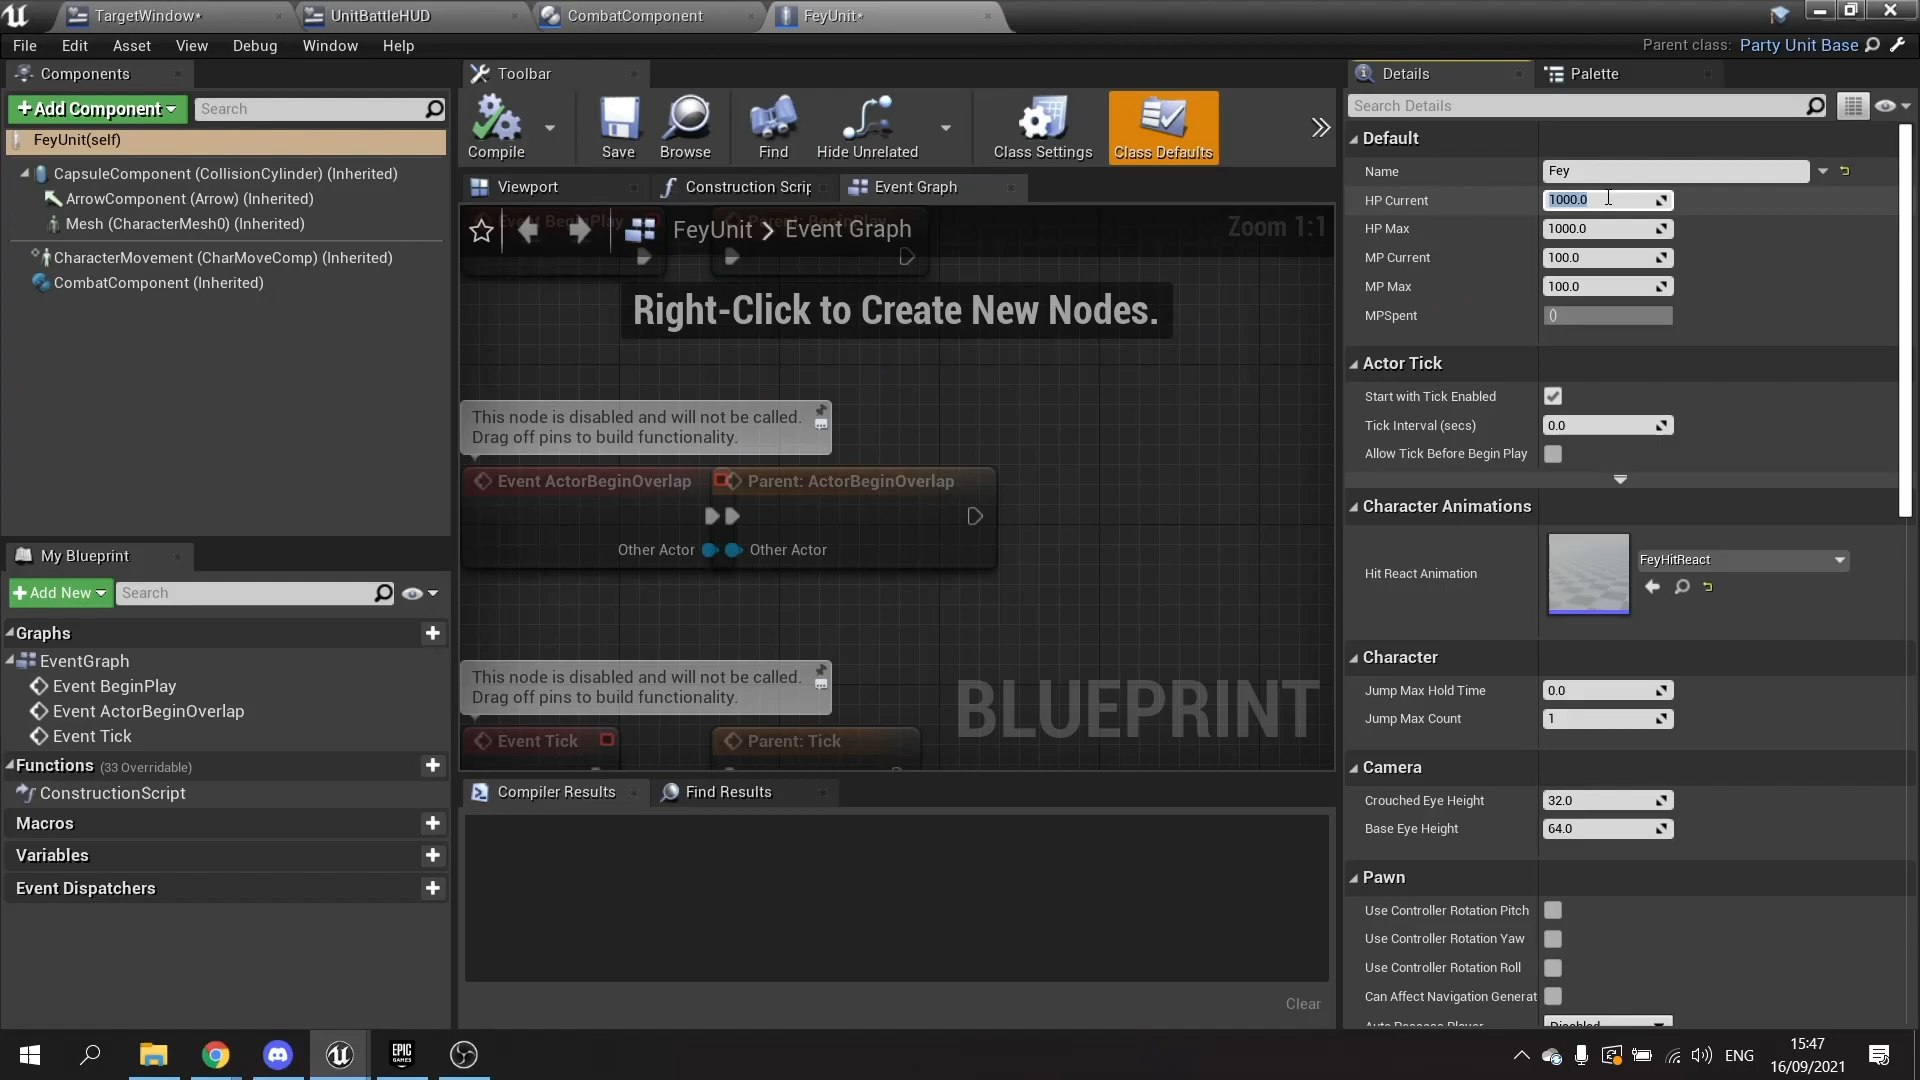 TargetWindow*
UnitBattleHUD
CombatComponent
FeyUnit*
File Edit Asset View Debug Window Help
Parent class: Party Unit Base
Components
+Add Component
Search
FeyUnit(self)
CapsuleComponent (CollisionCylinder) (Inherited)
ArrowComponent (Arrow) (Inherited)
Mesh (CharacterMesh0) (Inherited)
CharacterMovement (CharMoveComp) (Inherited)
CombatComponent (Inherited)
My Blueprint
+Add New
Search
Graphs
EventGraph
Event BeginPlay
Event ActorBeginOverlap
Event Tick
Functions (33 Overridable)
ConstructionScript
Macros
Variables
Event Dispatchers
Toolbar
Compile
Save
Browse
Find
Hide Unrelated
Class Settings
Class Defaults
Viewport
Construction Scrip
Event Graph
Event BeginPlay
Parent: BeginPlay
FeyUnit > Event Graph
Zoom 1:1
Right-Click to Create New Nodes.
This node is disabled and will not be called.
Drag off pins to build functionality.
Event ActorBeginOverlap
Parent: ActorBeginOverlap
Other Actor
Other Actor
This node is disabled and will not be called.
Drag off pins to build functionality.
Event Tick
Parent: Tick
BLUEPRINT
Compiler Results
Find Results
Clear
Details
Palette
Search Details
Default
Name Fey
HP Current 1000.0
HP Max 1000.0
MP Current 100.0
MP Max 100.0
MPSpent ()
Actor Tick
Start with Tick Enabled
Tick Interval (secs) 0.0
Allow Tick Before Begin Play
Character Animations
Hit React Animation
FeyHitReact
Character
Jump Max Hold Time 0.0
Jump Max Count 1
Camera
Crouched Eye Height 32.0
Base Eye Height 64.0
Pawn
Use Controller Rotation Pitch
Use Controller Rotation Yaw
Use Controller Rotation Roll
Can Affect Navigation Generat
Disabled
EPIC
GAMES
ENG
15:47
16/09/2021